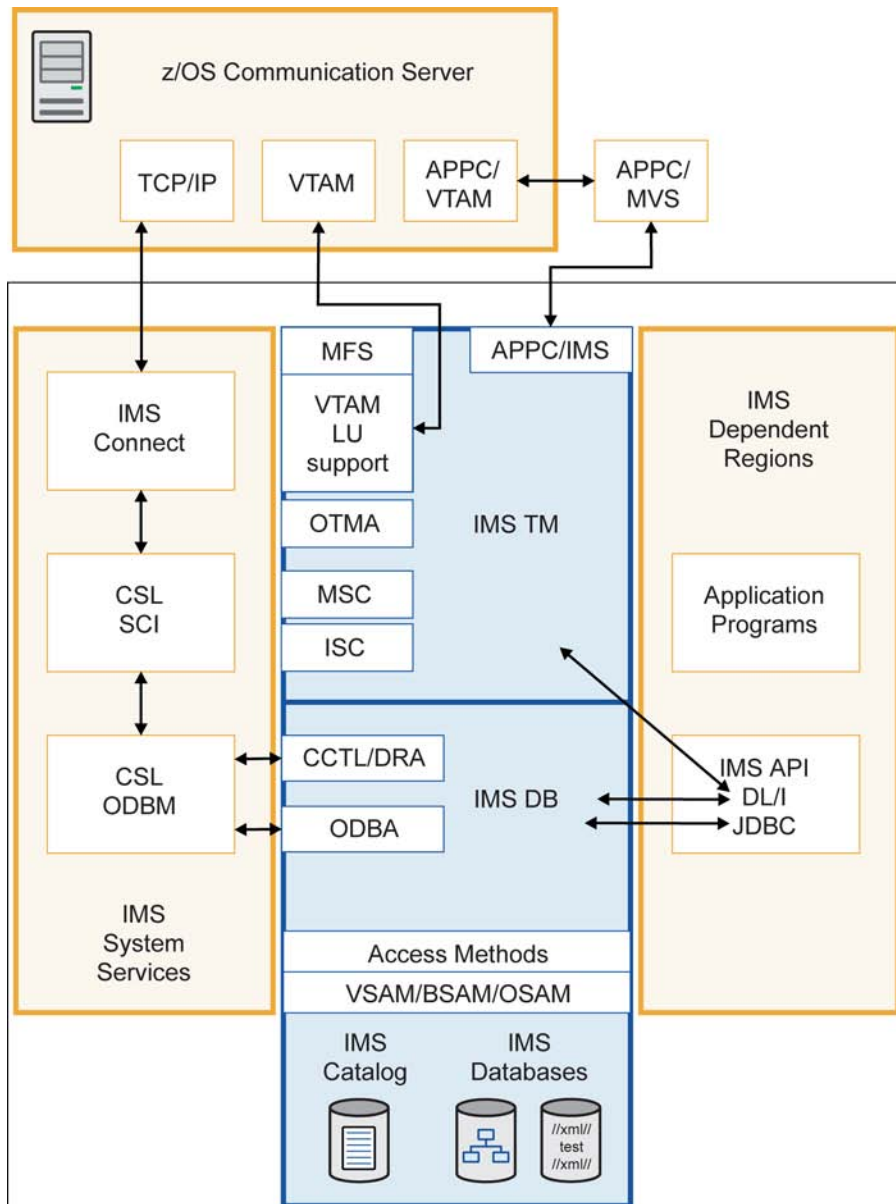 z/OS Communication Server
TCP/IP
VTAM
APPC/
VTAM
APPC/
MVS
IMS
Connect
CSL
SCI
CSL
ODBM
IMS
System
Services
MFS
VTAM
LU
support
OTMA
MSC
ISC
APPC/IMS
IMS TM
CCTL/DRA
ODBA
IMS DB
Access Methods
VSAM/BSAM/OSAM
IMS
Catalog
IMS
Databases
//xml//
test
//xml//
IMS
Dependent
Regions
Application
Programs
IMS API
DL/I
JDBC